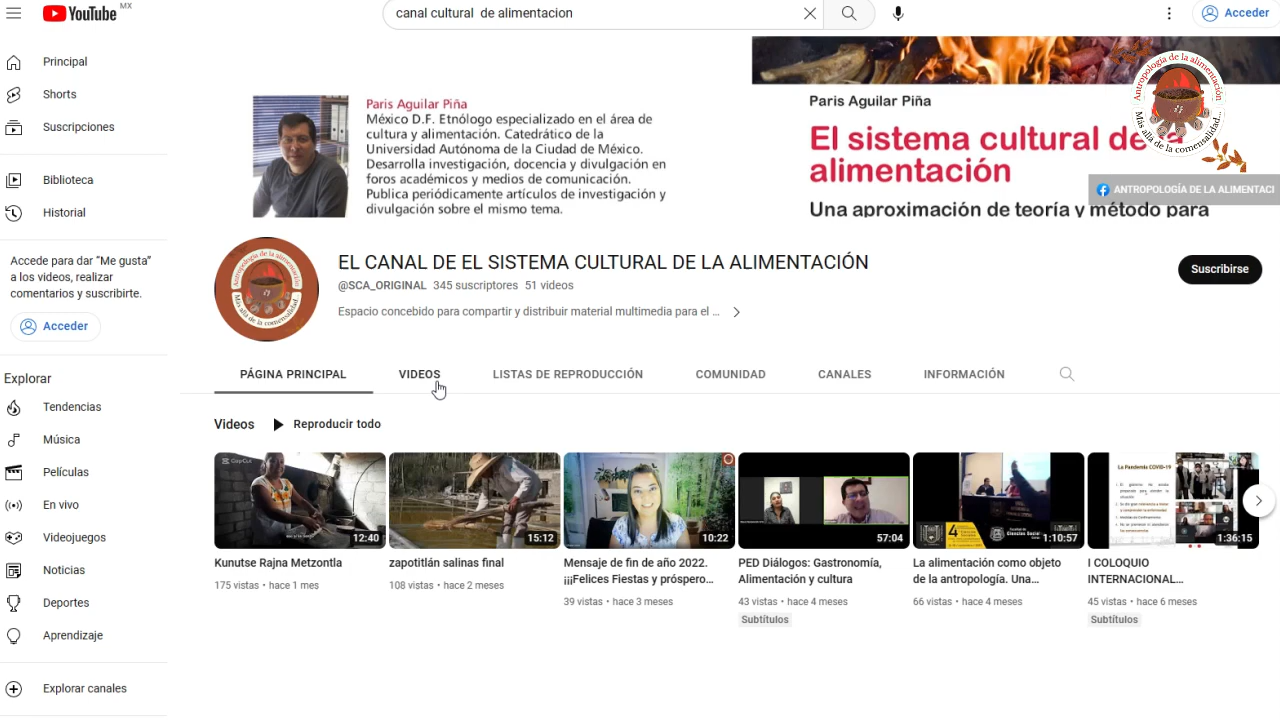 YouTube MX
canal cultural de alimentacion
Acceder
Principal
Shorts
Suscripciones
Biblioteca
Historial
Accede para dar “Me gusta”
a los videos, realizar
comentarios y suscribirte.
Acceder
Explorar
Tendencias
Música
Películas
En vivo
Videojuegos
Noticias
Deportes
Aprendizaje
Explorar canales
Paris Aguilar Piña
México D.F. Etnólogo especializado en el área de
cultura y alimentación. Catedrático de la
Universidad Autónoma de la Ciudad de México.
Desarrolla investigación, docencia y divulgación en
foros académicos y medios de comunicación.
Publica periódicamente artículos de investigación y
divulgación sobre el mismo tema.
Paris Aguilar Piña
El sistema cultural de la
alimentación
Una aproximación de teoría y método para
Antropología de la alimentación
Más allá de la comensalidad...
ANTROPOLOGÍA DE LA ALIMENTACI
Antropología de la alimentación
Más allá de la comensalidad...
EL CANAL DE EL SISTEMA CULTURAL DE LA ALIMENTACIÓN
@SCA_ORIGINAL 345 suscriptores 51 videos
Espacio concebido para compartir y distribuir material multimedia para el ...
Suscribirse
PÁGINA PRINCIPAL VIDEOS LISTAS DE REPRODUCCIÓN COMUNIDAD CANALES INFORMACIÓN
Videos Reproducir todo
CapCut
12:40
Kunutse Rajna Metzontla
175 vistas • hace 1 mes
15:12
zapotitlán salinas final
108 vistas • hace 2 meses
10:22
Mensaje de fin de año 2022.
¡¡¡Felices Fiestas y próspero...
39 vistas • hace 3 meses
57:04
PED Diálogos: Gastronomía,
Alimentación y cultura
43 vistas • hace 4 meses
Subtítulos
1:10:57
La alimentación como objeto
de la antropología. Una...
66 vistas • hace 4 meses
La Pandemia COVID-19
1:36:15
I COLOQUIO
INTERNACIONAL...
45 vistas • hace 6 meses
Subtítulos